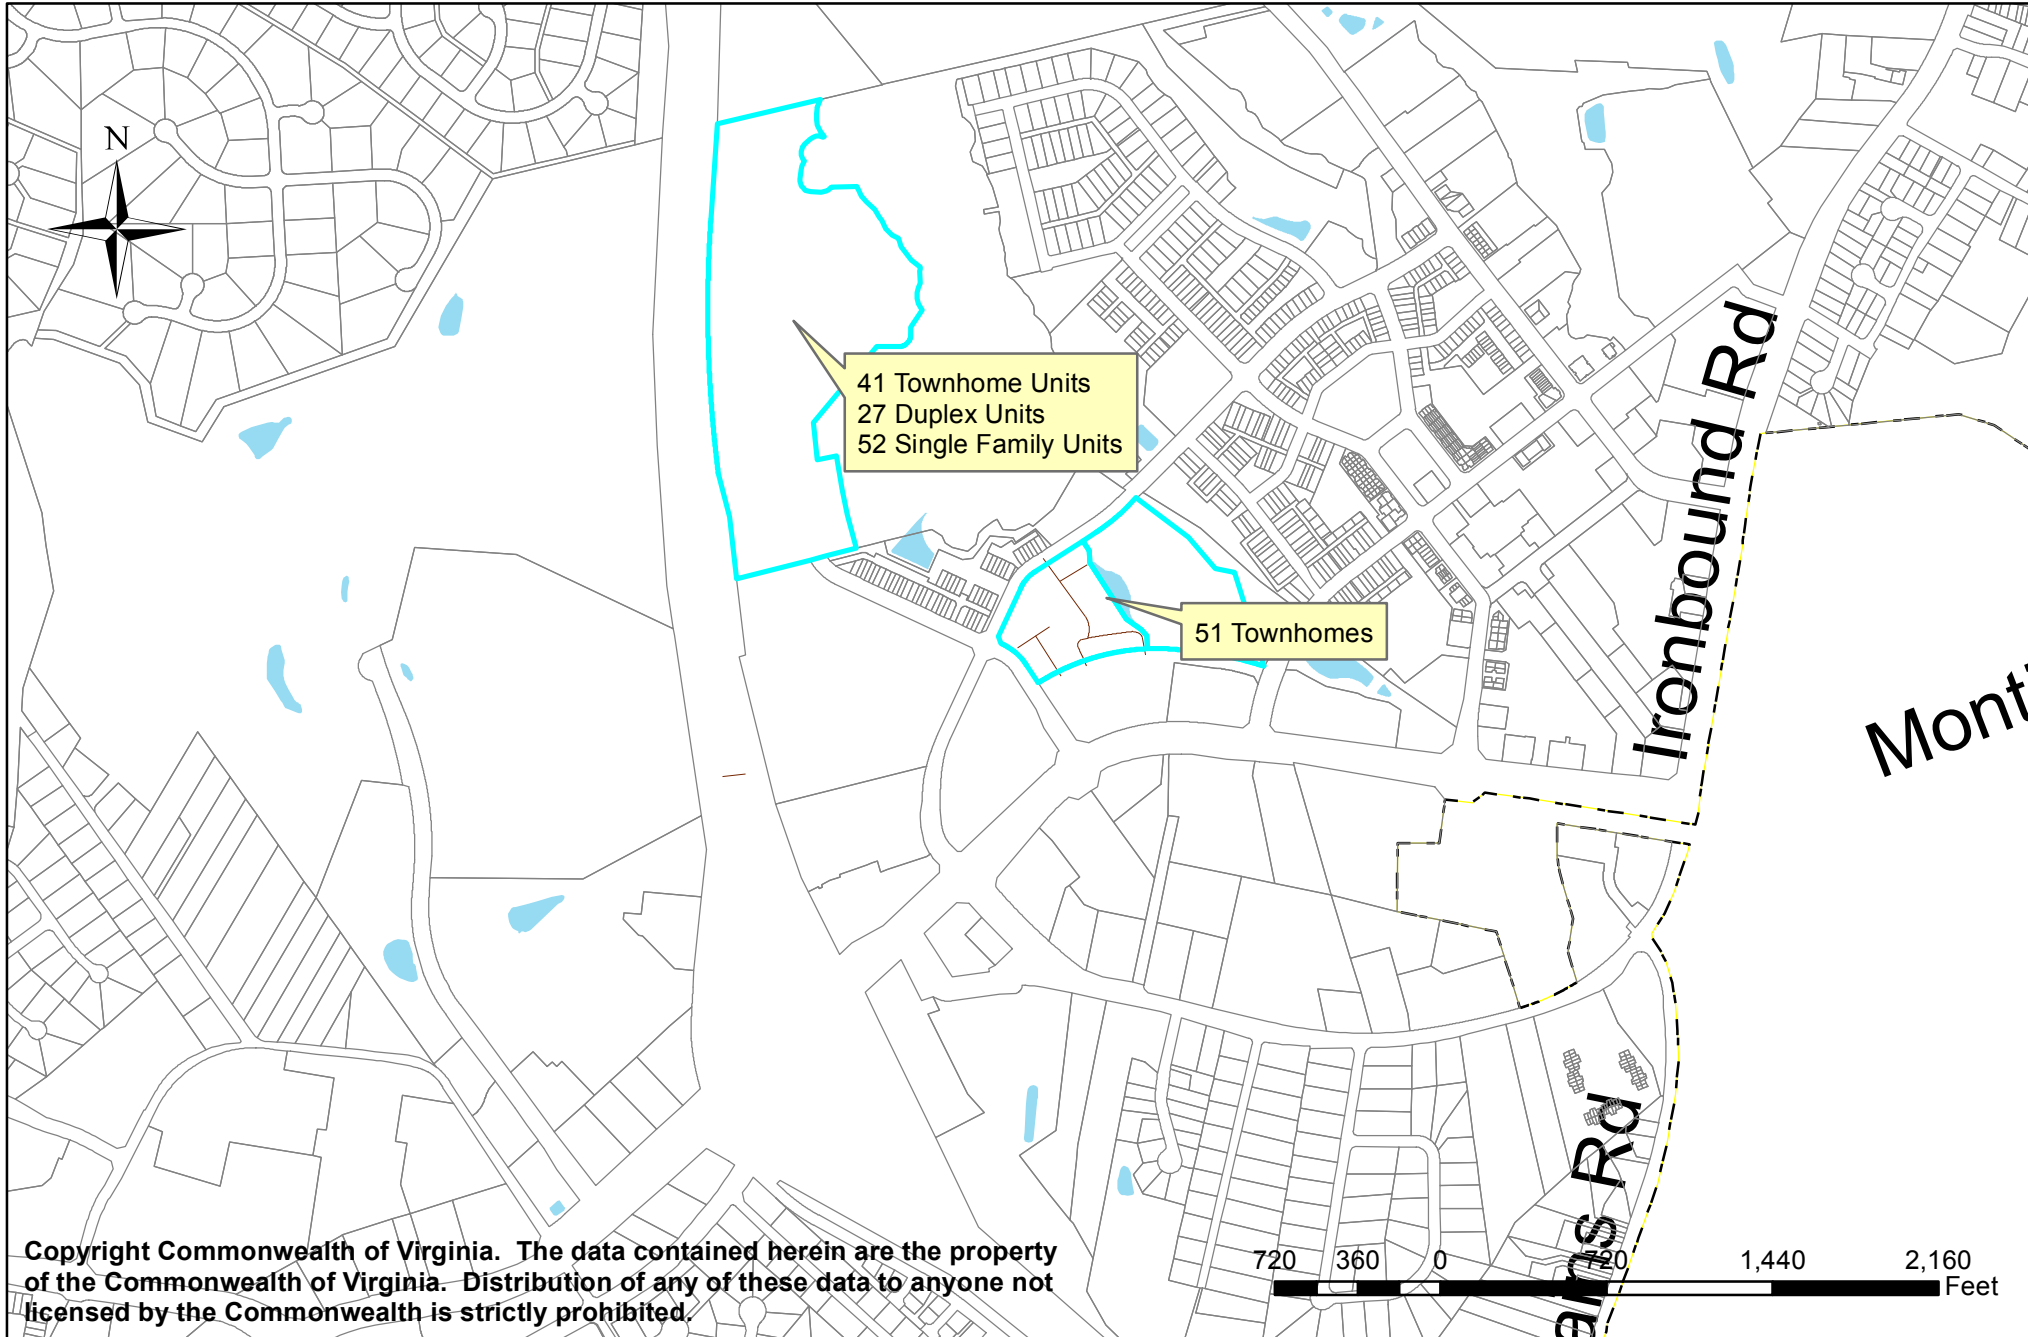 N
41 Townhome Units
27 Duplex Units
52 Single Family Units
51 Townhomes
Ironbound Rd
Mont
Rd
Copyright Commonwealth of Virginia. The data contained herein are the property
of the Commonwealth of Virginia. Distribution of any of these data to anyone not
licensed by the Commonwealth is strictly prohibited.
720 360 0 720 1,440 2,160
Feet